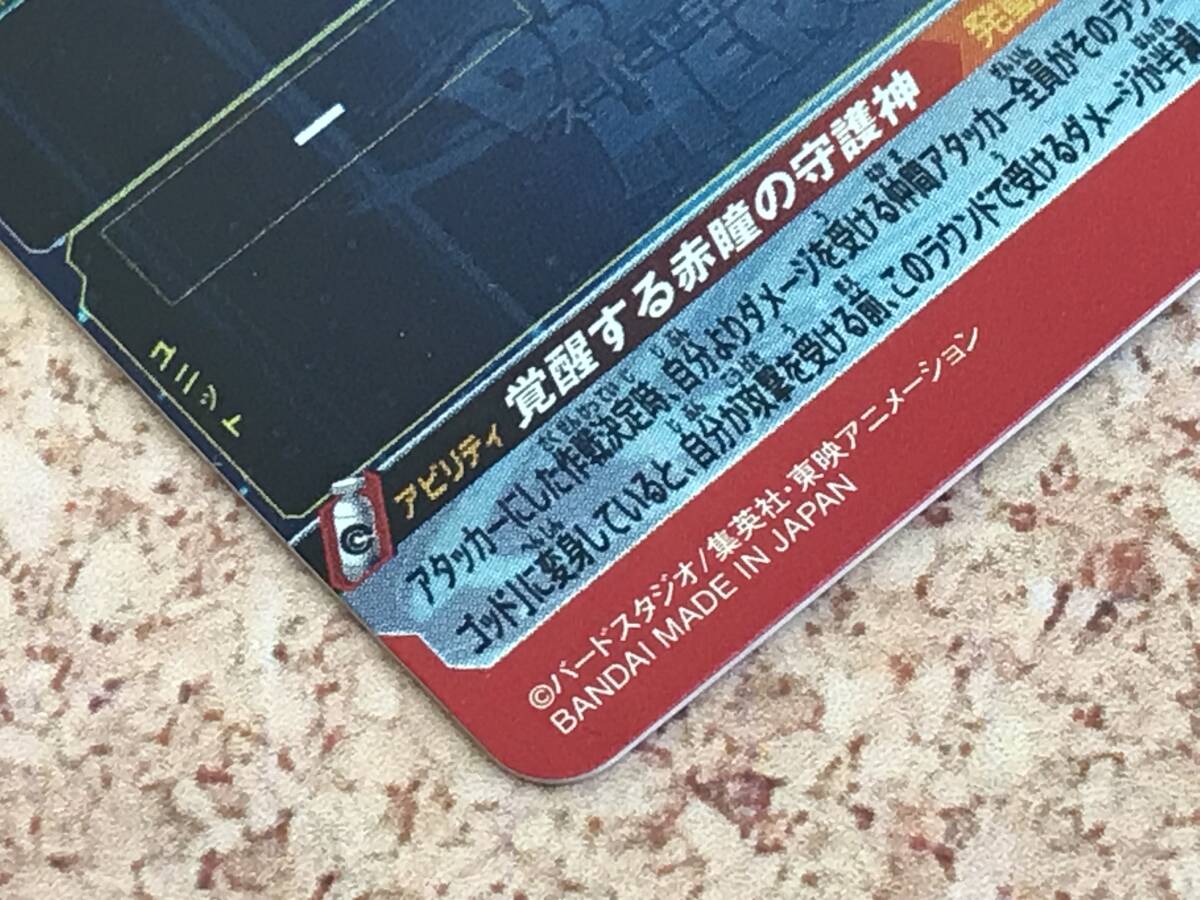 ユニット
発動
アビリティ 覚醒する赤瞳の守護神
アタッカーにした作戦決定時、自分よりダメージを受ける仲間アタッカー全員がそのラウンド
ゴッド」に変身していると、自分が攻撃を受ける前、このラウンドで受けるダメージが半減
©バードスタジオ/集英社・東映アニメーション
BANDAI MADE IN JAPAN